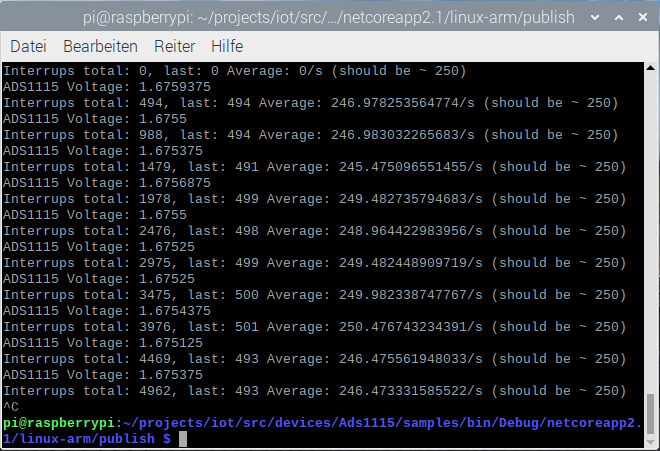 pi@raspberrypi: ~/projects/iot/src/.../netcoreapp2.1/linux-arm/publish
Datei Bearbeiten Reiter Hilfe
Interrups total: 0, last: 0 Average: 0/s (should be ~ 250)
ADS1115 Voltage: 1.6759375
Interrups total: 494, last: 494 Average: 246.978253564774/s (should be ~ 250)
ADS1115 Voltage: 1.6755
Interrups total: 988, last: 494 Average: 246.983032265683/s (should be ~ 250)
ADS1115 Voltage: 1.675375
Interrups total: 1479, last: 491 Average: 245.475096551455/s (should be ~ 250)
ADS1115 Voltage: 1.6756875
Interrups total: 1978, last: 499 Average: 249.482735794683/s (should be ~ 250)
ADS1115 Voltage: 1.6755
Interrups total: 2476, last: 498 Average: 248.964422983956/s (should be ~ 250)
ADS1115 Voltage: 1.67525
Interrups total: 2975, last: 499 Average: 249.482448909719/s (should be ~ 250)
ADS1115 Voltage: 1.67525
Interrups total: 3475, last: 500 Average: 249.982338747767/s (should be ~ 250)
ADS1115 Voltage: 1.6754375
Interrups total: 3976, last: 501 Average: 250.476743234391/s (should be ~ 250)
ADS1115 Voltage: 1.675125
Interrups total: 4469, last: 493 Average: 246.475561948033/s (should be ~ 250)
ADS1115 Voltage: 1.675375
Interrups total: 4962, last: 493 Average: 246.473331585522/s (should be ~ 250)
^C
pi@raspberrypi:~/projects/iot/src/devices/Ads1115/samples/bin/Debug/netcoreapp2.
1/linux-arm/publish $